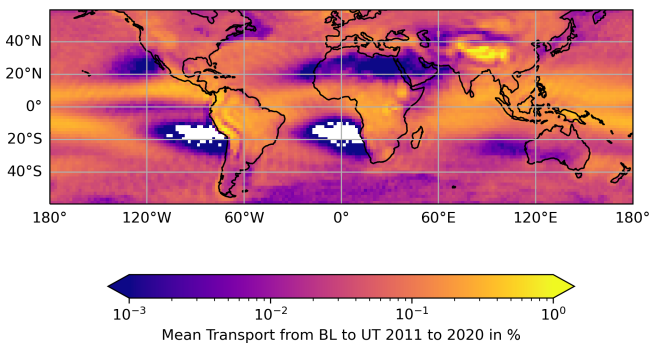 40°N
20°N
0°
20°S
40°S
180° 120°W 60°W 0° 60°E 120°E 180°
10⁻³ 10⁻² 10⁻¹ 10⁰
Mean Transport from BL to UT 2011 to 2020 in %